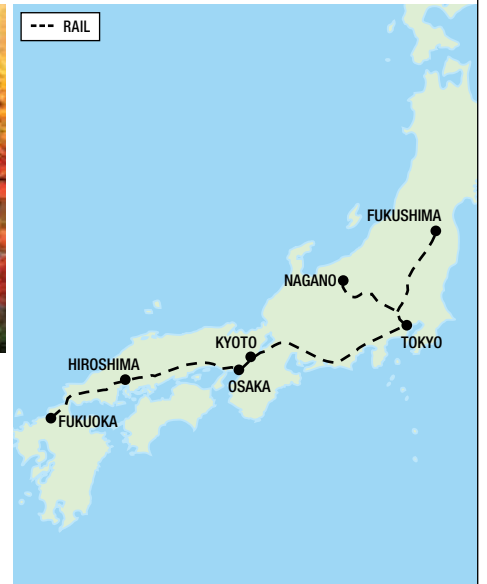 --- RAIL
FUKUSHIMA
NAGANO
TOKYO
KYOTO
HIROSHIMA
OSAKA
FUKUOKA